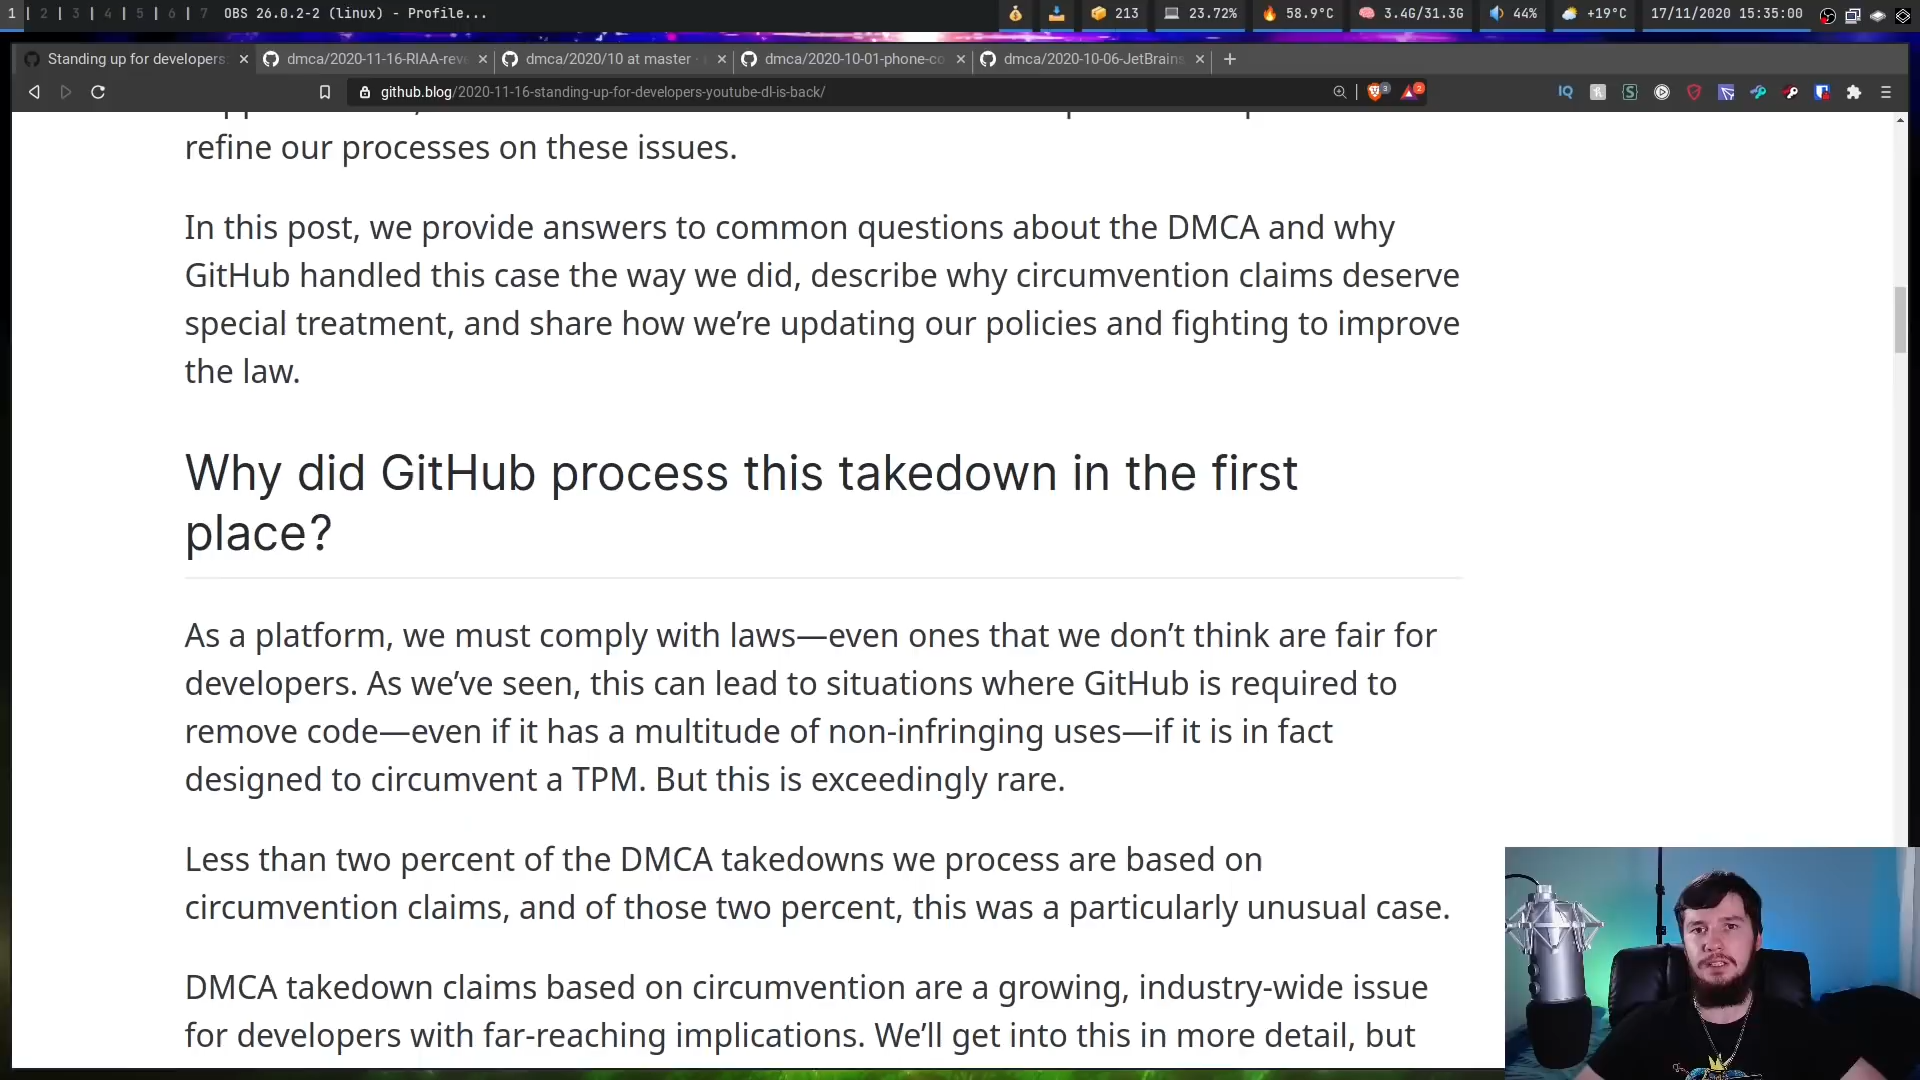 1 | 2 | 3 | 4 | 5 | 6 | 7 OBS 26.0.2-2 (linux) - Profile... 213 23.72% 58.9°C 3.4G/31.3G 44% +19°C 17/11/2020 15:35:00
Standing up for developers: dmca/2020-11-16-RIAA-reve dmca/2020/10 at master · dmca/2020-10-01-phone-co dmca/2020-10-06-JetBrains
github.blog/2020-11-16-standing-up-for-developers-youtube-dl-is-back/ 3 2 IQ
refine our processes on these issues.
In this post, we provide answers to common questions about the DMCA and why
GitHub handled this case the way we did, describe why circumvention claims deserve
special treatment, and share how we’re updating our policies and fighting to improve
the law.
Why did GitHub process this takedown in the first
place?
As a platform, we must comply with laws—even ones that we don’t think are fair for
developers. As we’ve seen, this can lead to situations where GitHub is required to
remove code—even if it has a multitude of non-infringing uses—if it is in fact
designed to circumvent a TPM. But this is exceedingly rare.
Less than two percent of the DMCA takedowns we process are based on
circumvention claims, and of those two percent, this was a particularly unusual case.
DMCA takedown claims based on circumvention are a growing, industry-wide issue
for developers with far-reaching implications. We’ll get into this in more detail, but